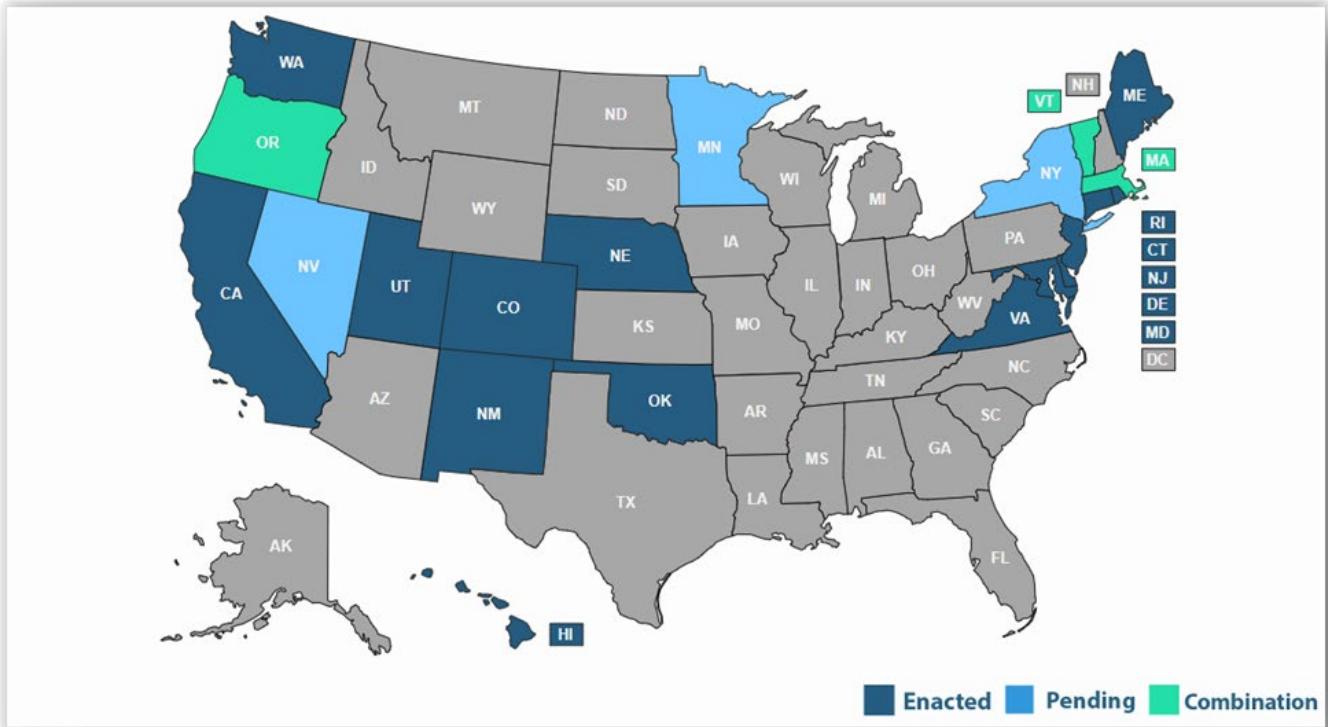 WA
MT
ND
MN
VT
NH
ME
OR
ID
SD
WI
MI
NY
MA
WY
IA
PA
RI
CT
NJ
DE
MD
DC
NV
UT
CO
NE
IL
IN
OH
WV
VA
CA
KS
MO
KY
NC
AZ
NM
OK
AR
TN
SC
TX
LA
MS
AL
GA
AK
FL
HI
Enacted
Pending
Combination